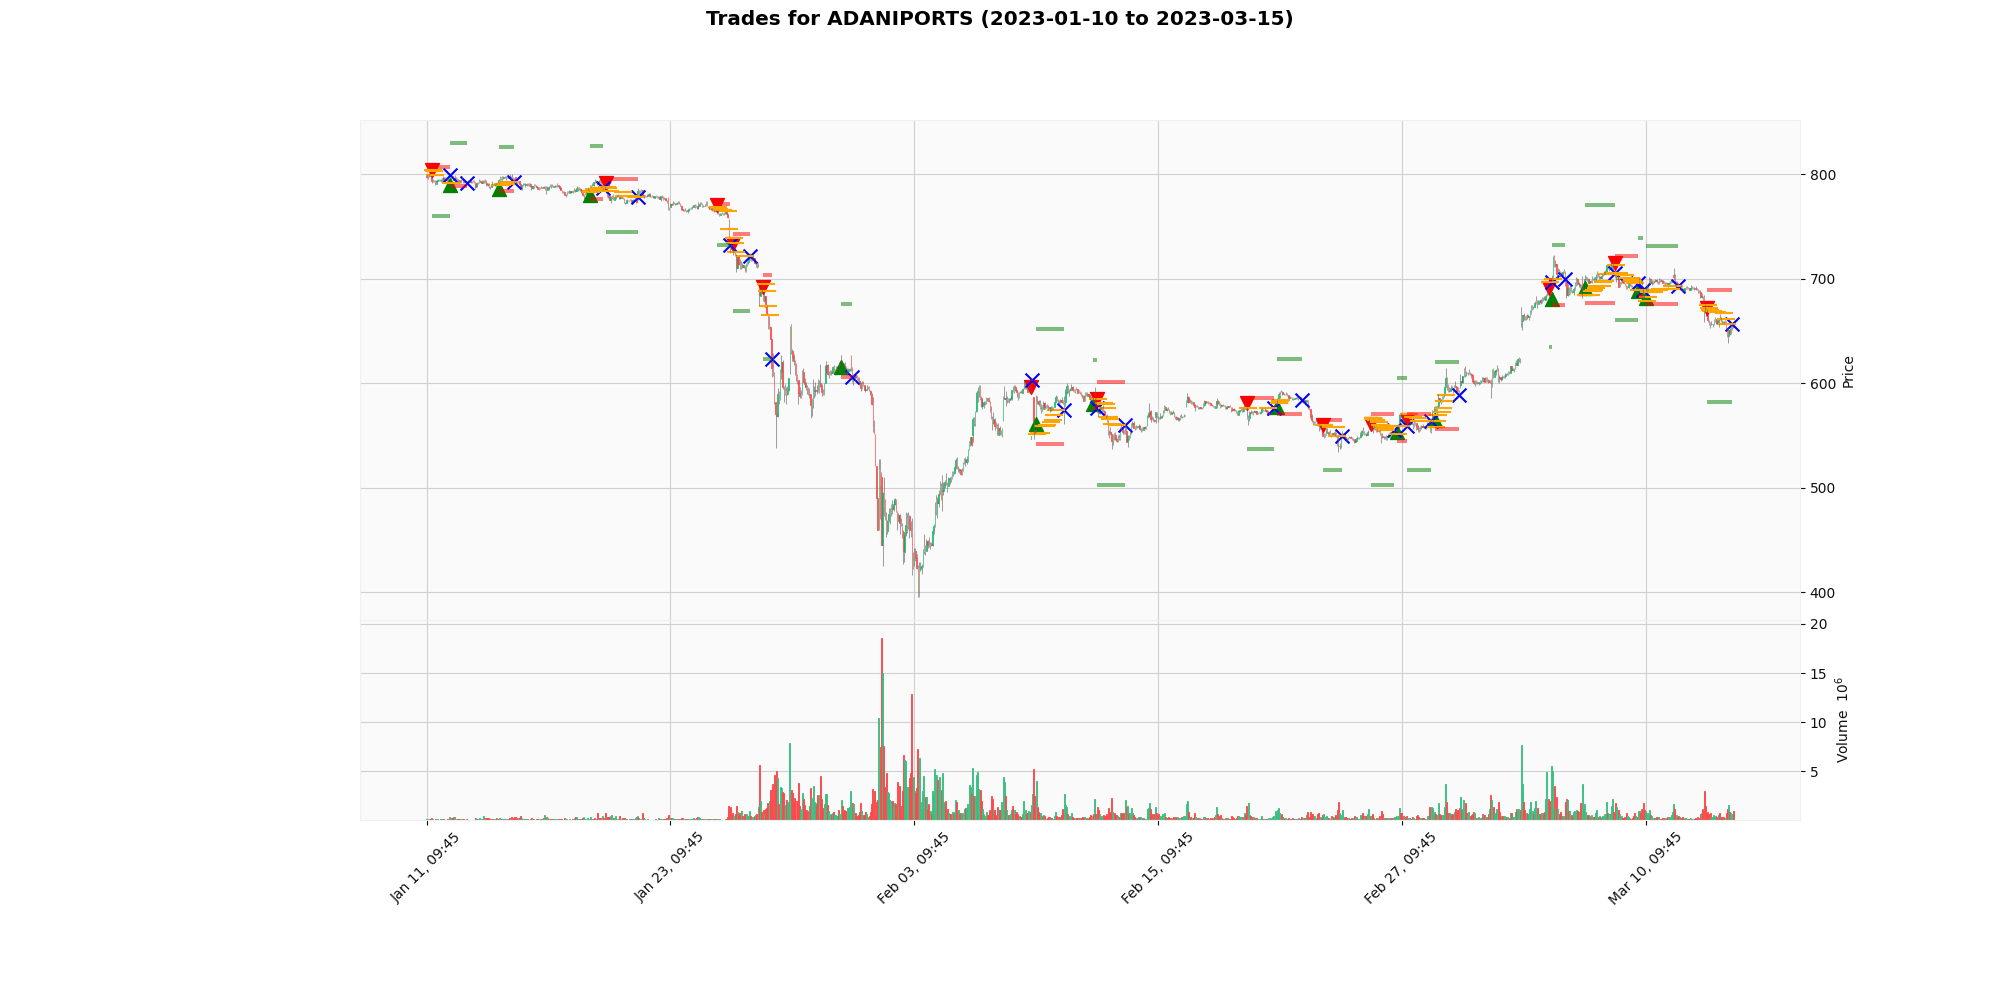 Trades for ADANIPORTS (2023-01-10 to 2023-03-15)
800
700
600
500
400
Price
20
15
10
5
Volume 10^6
Jan 11, 09:45
Jan 23, 09:45
Feb 03, 09:45
Feb 15, 09:45
Feb 27, 09:45
Mar 10, 09:45